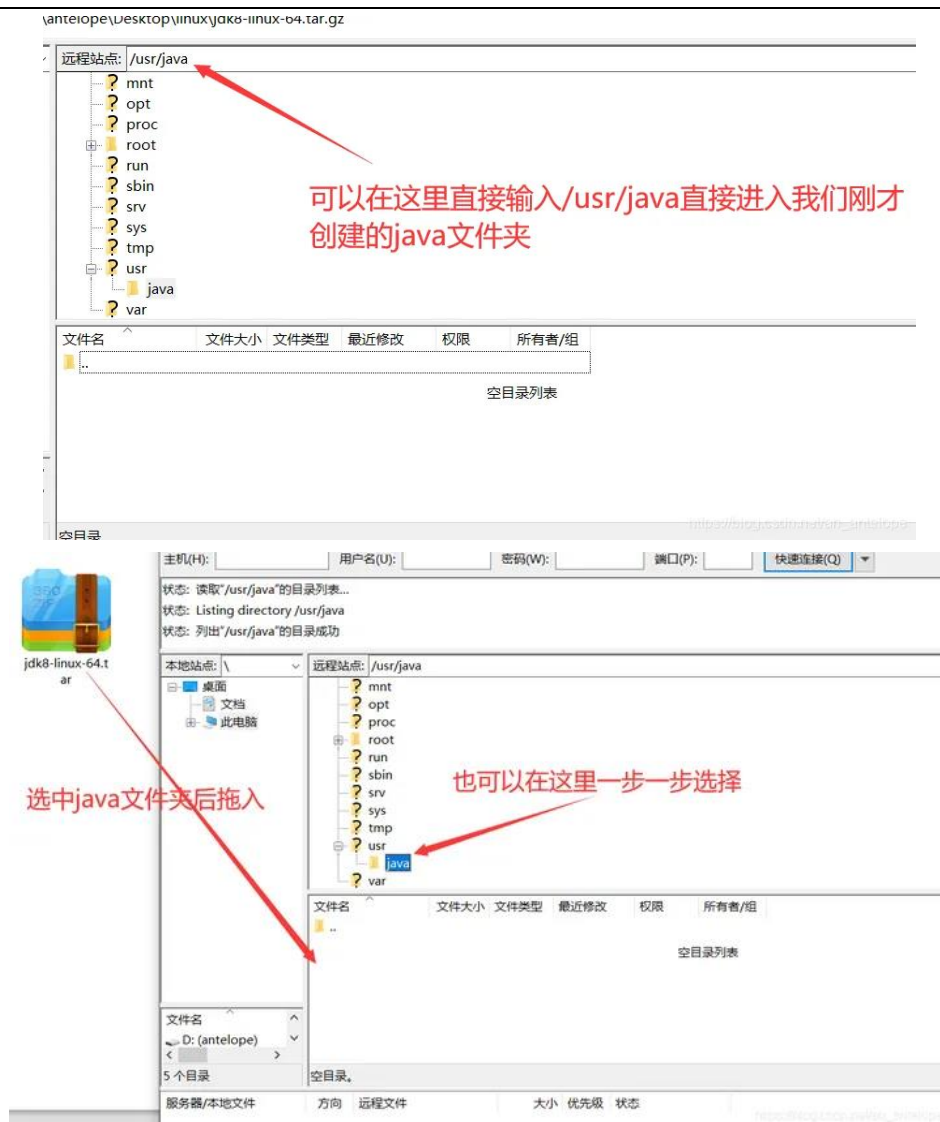 \antelope\Desktop\linux\jdk8-linux-64.tar.gz
远程站点: /usr/java
mnt
opt
proc
root
run
sbin
srv
sys
tmp
usr
java
var
可以在这里直接输入/usr/java直接进入我们刚才
创建的java文件夹
文件名 文件大小 文件类型 最近修改 权限 所有者/组
..
空目录列表
空目录
主机(H): 用户名(U): 密码(W): 端口(P): 快速连接(Q)
状态: 读取"/usr/java"的目录列表...
状态: Listing directory /usr/java
状态: 列出"/usr/java"的目录成功
360
ZIP
jdk8-linux-64.t
ar
本地站点: \
桌面
文档
此电脑
远程站点: /usr/java
mnt
opt
proc
root
run
sbin
srv
sys
tmp
usr
java
var
选中java文件夹后拖入
也可以在这里一步一步选择
文件名 文件大小 文件类型 最近修改 权限 所有者/组
..
空目录列表
文件名
D: (antelope)
5 个目录
空目录。
服务器/本地文件 方向 远程文件 大小 优先级 状态